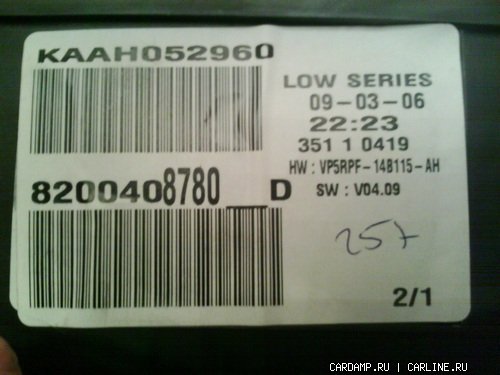 KAAH052960
LOW SERIES
09-03-06
22:23
351 1 0419
HW : VP5RPF-14B115-AH
8200408780__D
SW : V04.09
257
2/1
CARDAMP.RU | CARLINE.RU